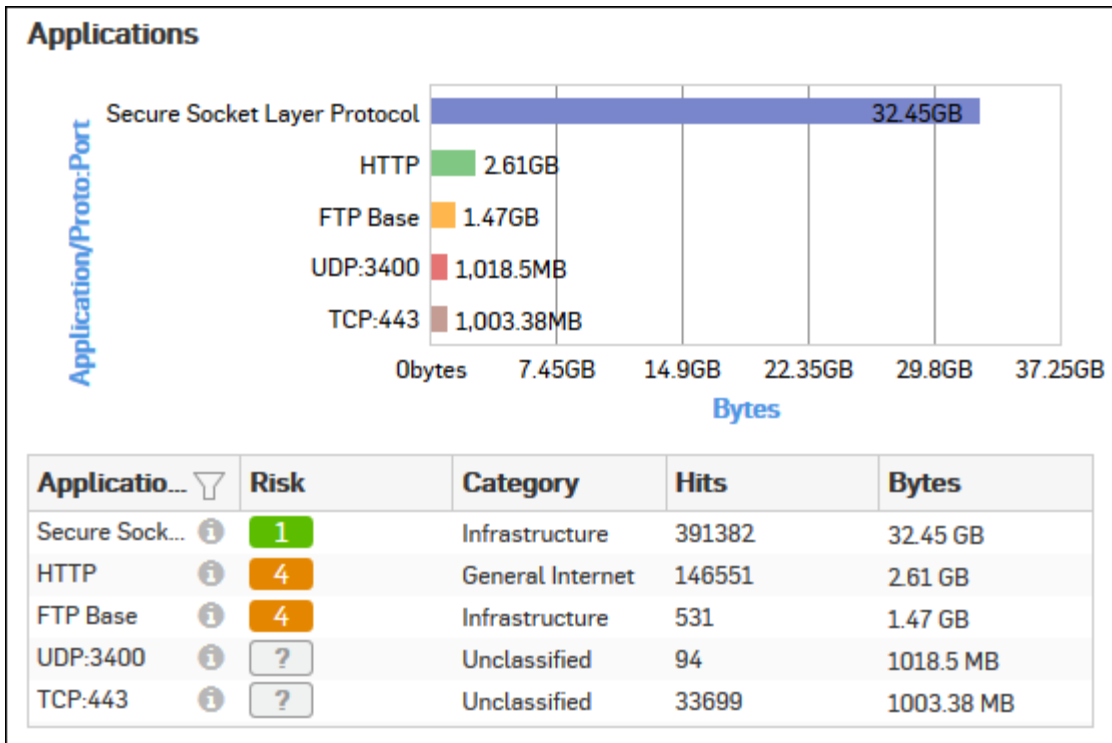 Applications
Application/Proto:Port
Secure Socket Layer Protocol 32.45GB
HTTP 2.61GB
FTP Base 1.47GB
UDP:3400 1,018.5MB
TCP:443 1,003.38MB
0bytes 7.45GB 14.9GB 22.35GB 29.8GB 37.25GB
Bytes
Applicatio... Risk Category Hits Bytes
Secure Sock... i 1 Infrastructure 391382 32.45 GB
HTTP i 4 General Internet 146551 2.61 GB
FTP Base i 4 Infrastructure 531 1.47 GB
UDP:3400 i ? Unclassified 94 1018.5 MB
TCP:443 i ? Unclassified 33699 1003.38 MB